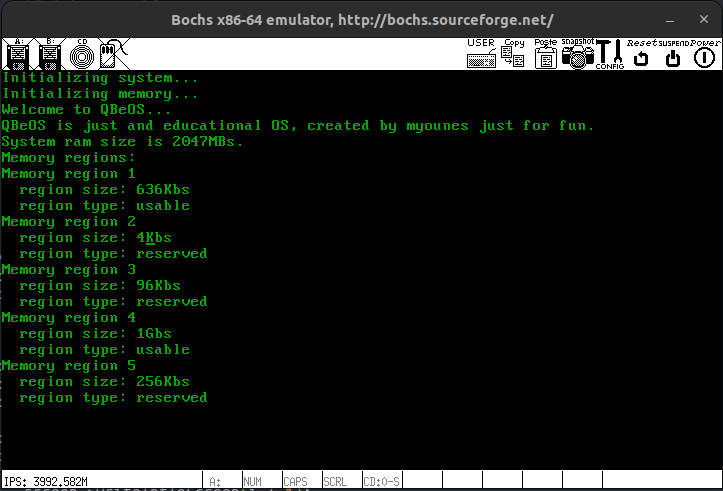 Bochs x86-64 emulator, http://bochs.sourceforge.net/
A: B: CD USER Copy Paste snapshot CONFIG Reset SUSPEND Power
Initializing system...
Initializing memory...
Welcome to QBeOS...
QBeOS is just and educational OS, created by myounes just for fun.
System ram size is 2047MBs.
Memory regions:
Memory region 1
region size: 636Kbs
region type: usable
Memory region 2
region size: 4Kbs
region type: reserved
Memory region 3
region size: 96Kbs
region type: reserved
Memory region 4
region size: 1Gbs
region type: usable
Memory region 5
region size: 256Kbs
region type: reserved
IPS: 3992.582M A: NUM CAPS SCRL CD:0-S